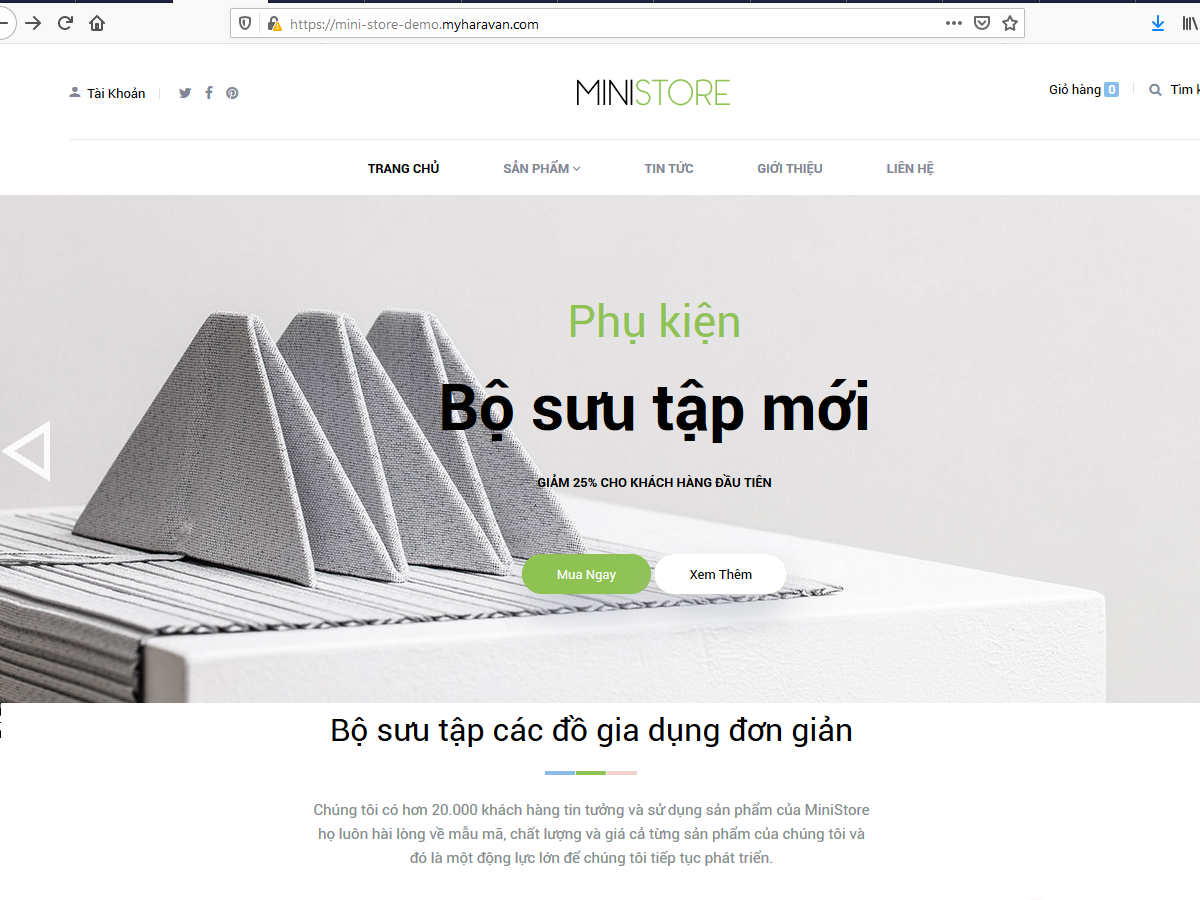 https://mini-store-demo.myharavan.com
Tài Khoản
MINISTORE
Giỏ hàng 0
Tìm
TRANG CHỦ SẢN PHẨM TIN TỨC GIỚI THIỆU LIÊN HỆ
Phụ kiện
Bộ sưu tập mới
GIẢM 25% CHO KHÁCH HÀNG ĐẦU TIÊN
Mua Ngay Xem Thêm
Bộ sưu tập các đồ gia dụng đơn giản
Chúng tôi có hơn 20.000 khách hàng tin tưởng và sử dụng sản phẩm của MiniStore
họ luôn hài lòng về mẫu mã, chất lượng và giá cả từng sản phẩm của chúng tôi và
đó là một động lực lớn để chúng tôi tiếp tục phát triển.